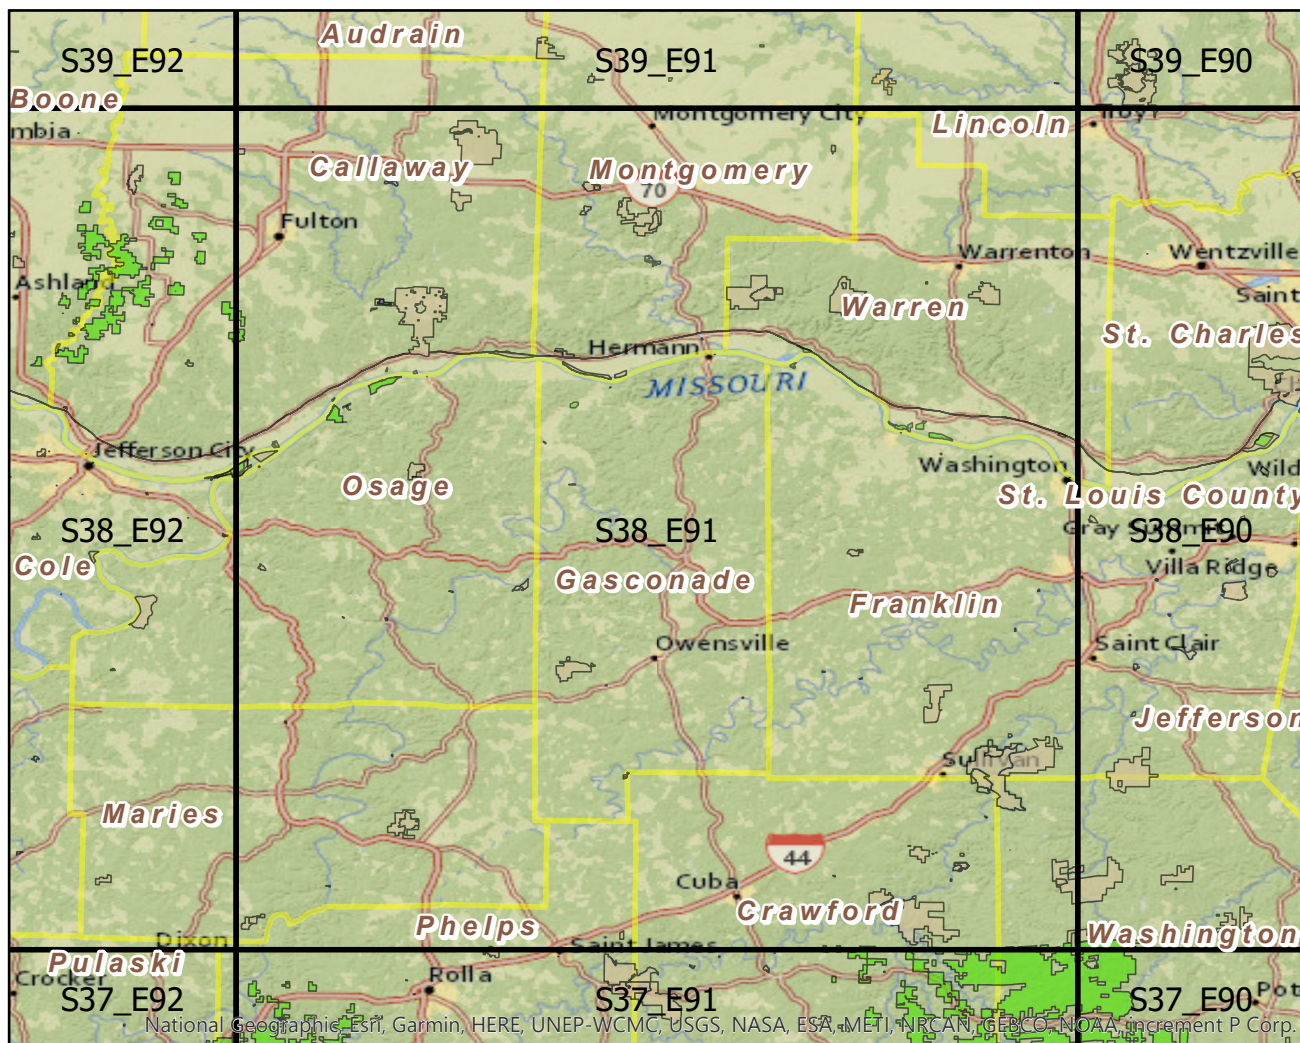 Audrain
S39_E92
S39_E91
S39_E90
Boone
Montgomery City
Troy
Lincoln
mbia
Callaway
Montgomery
70
Fulton
Warrenton
Wentzville
Ashland
Saint
Warren
St. Charles
Hermann
MISSOURI
Jefferson City
Washington
Wild
Osage
St. Louis County
S38_E92
S38_E91
Gray Summit
S38_E90
Cole
Villa Ridge
Gasconade
Franklin
Owensville
Saint Clair
Jefferson
Sullivan
Maries
44
Cuba
Crawford
Phelps
Washington
Dixon
Saint James
Pulaski
Crocker
Rolla
S37_E92
S37_E91
S37_E90
Pot
National Geographic, Esri, Garmin, HERE, UNEP-WCMC, USGS, NASA, ESA, METI, NRCAN, GEBCO, NOAA, increment P Corp.